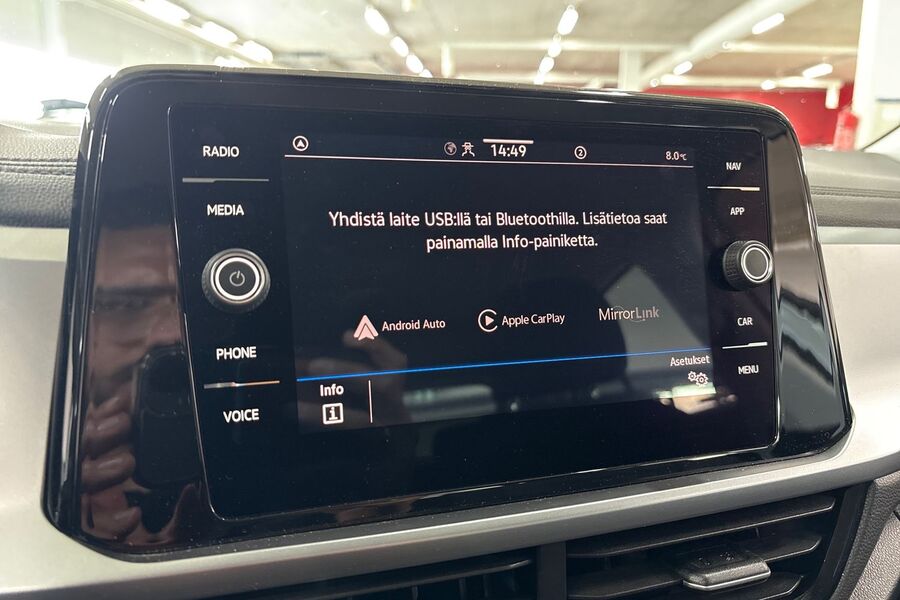 RADIO
MEDIA
PHONE
VOICE
14:49
2
8.0°C
Yhdistä laite USB:llä tai Bluetoothilla. Lisätietoa saat
painamalla Info-painiketta.
Android Auto
Apple CarPlay
MirrorLink
Asetukset
Info
i
NAV
APP
CAR
MENU